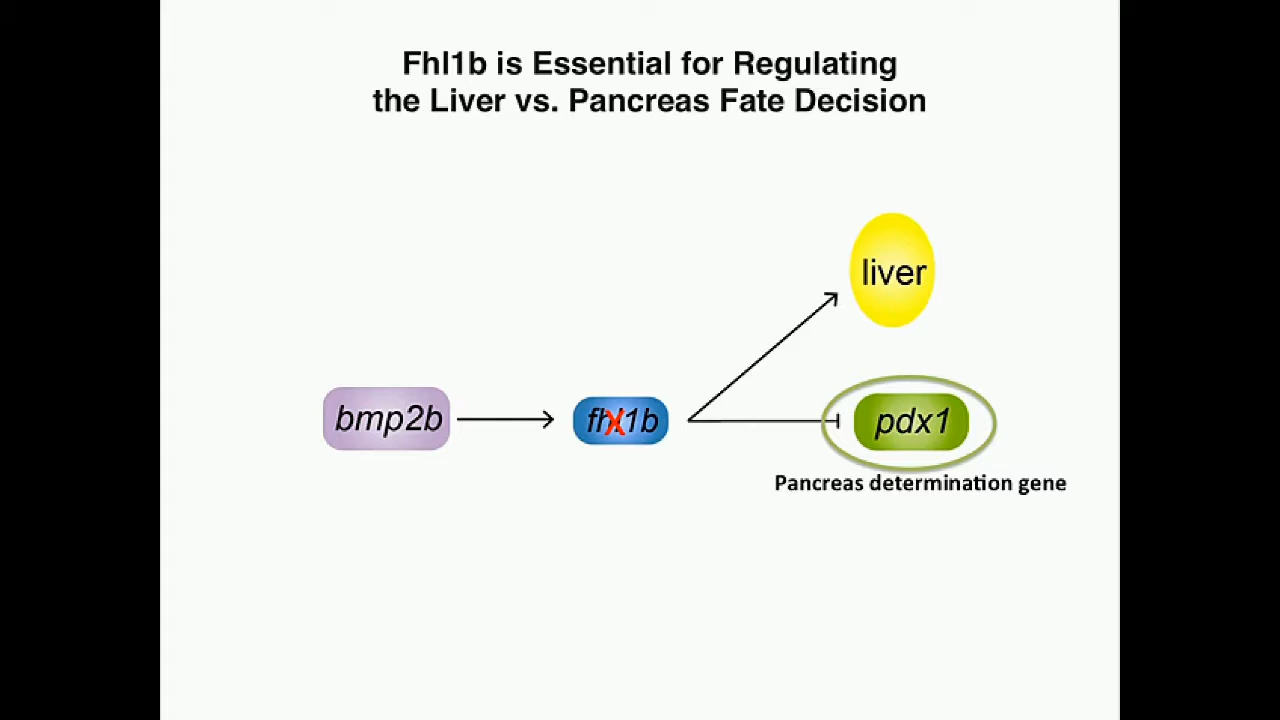 Fhl1b is Essential for Regulating
the Liver vs. Pancreas Fate Decision
liver
bmp2b
fhl1b
X
pdx1
Pancreas determination gene